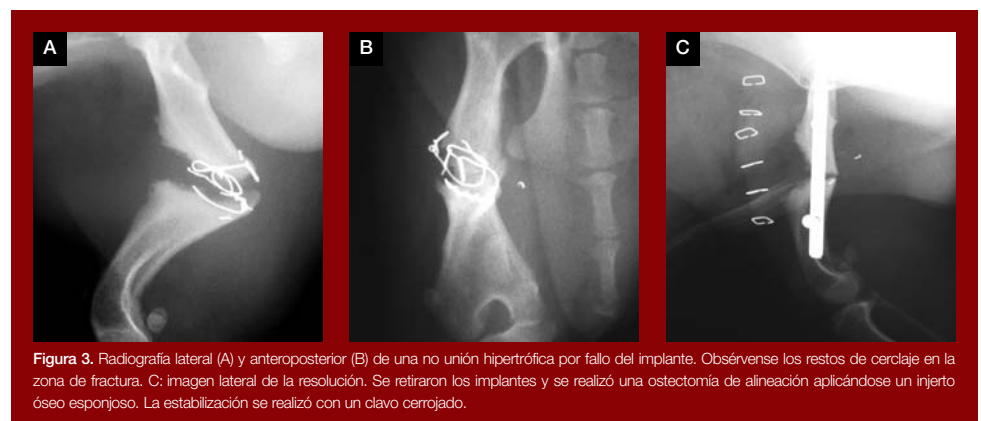 A
B
C
Figura 3. Radiografía lateral (A) y anteroposterior (B) de una no unión hipertrófica por fallo del implante. Obsérvense los restos de cerclaje en la
zona de fractura. C: imagen lateral de la resolución. Se retiraron los implantes y se realizó una ostectomía de alineación aplicándose un injerto
óseo esponjoso. La estabilización se realizó con un clavo cerrojado.